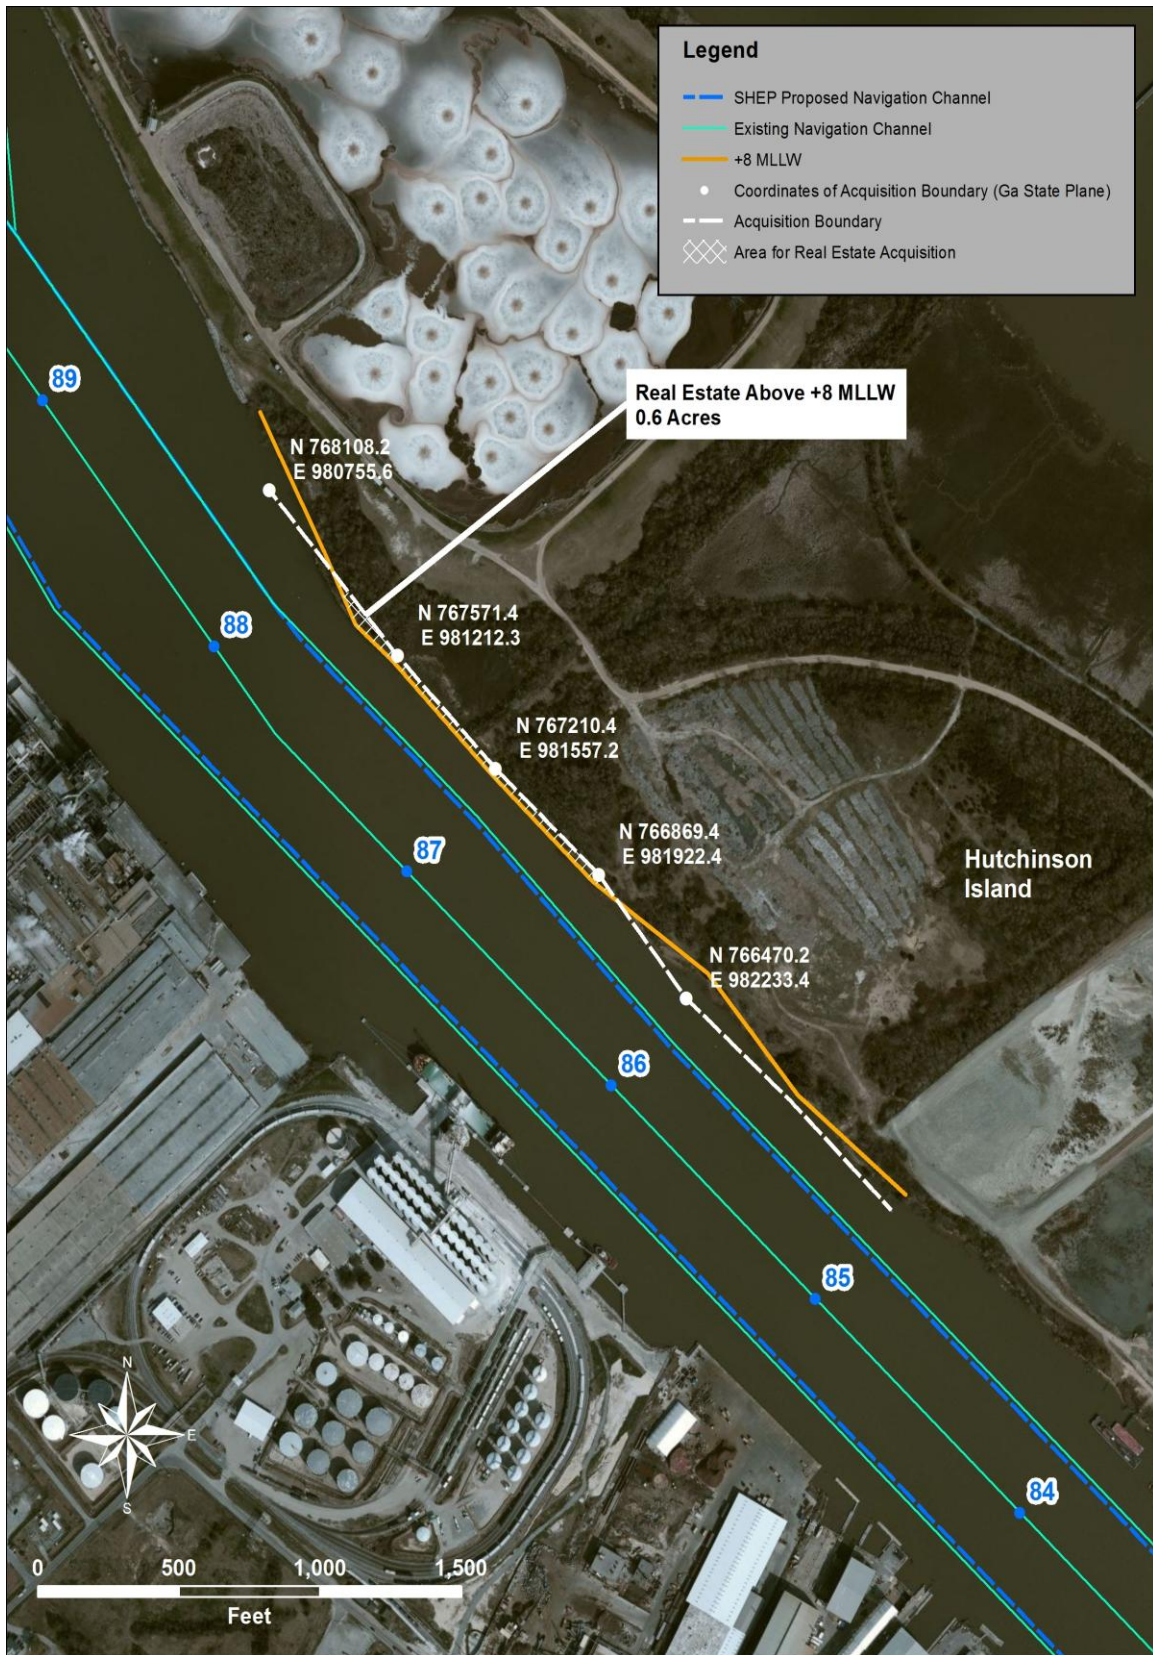 Legend
SHEP Proposed Navigation Channel
Existing Navigation Channel
+8 MLLW
Coordinates of Acquisition Boundary (Ga State Plane)
Acquisition Boundary
Area for Real Estate Acquisition
89
Real Estate Above +8 MLLW
0.6 Acres
N 768108.2
E 980755.6
88
N 767571.4
E 981212.3
N 767210.4
E 981557.2
87
N 766869.4
E 981922.4
Hutchinson
Island
N 766470.2
E 982233.4
86
85
84
N
E
S
0 500 1,000 1,500
Feet